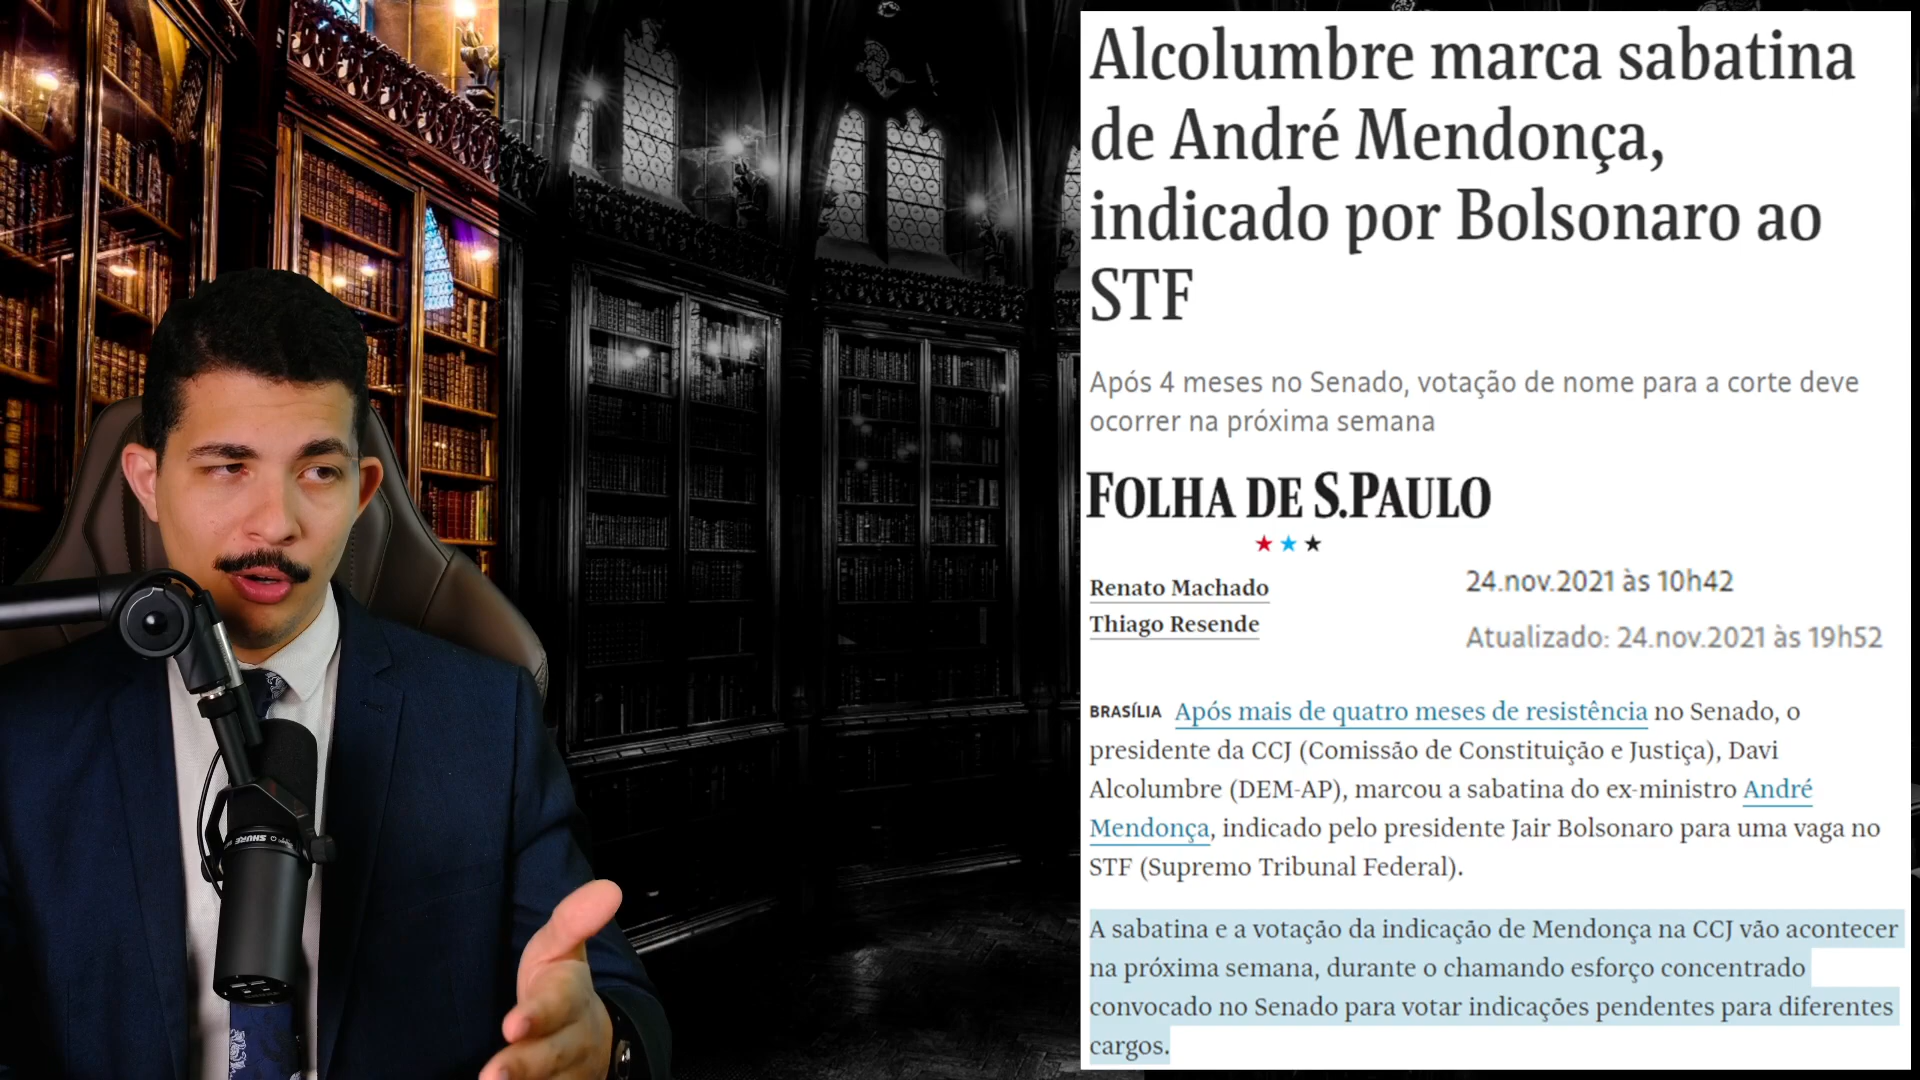 Alcolumbre marca sabatina
de André Mendonça,
indicado por Bolsonaro ao
STF
Após 4 meses no Senado, votação de nome para a corte deve
ocorrer na próxima semana
FOLHA DE S.PAULO
Renato Machado
Thiago Resende
24.nov.2021 às 10h42
Atualizado: 24.nov.2021 às 19h52
BRASÍLIA Após mais de quatro meses de resistência no Senado, o
presidente da CCJ (Comissão de Constituição e Justiça), Davi
Alcolumbre (DEM-AP), marcou a sabatina do ex-ministro André
Mendonça, indicado pelo presidente Jair Bolsonaro para uma vaga no
STF (Supremo Tribunal Federal).
A sabatina e a votação da indicação de Mendonça na CCJ vão acontecer
na próxima semana, durante o chamando esforço concentrado
convocado no Senado para votar indicações pendentes para diferentes
cargos.
SHURE